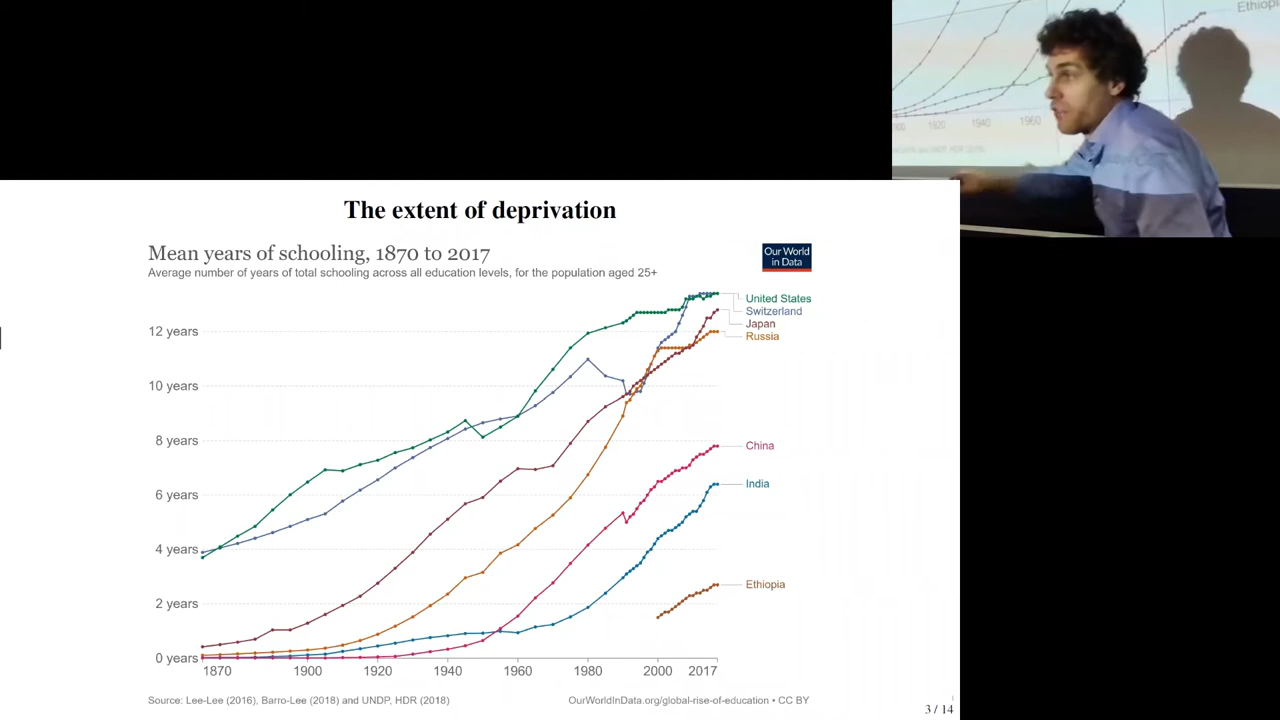 Ethiopi
1920 1940 1960
The extent of deprivation
Mean years of schooling, 1870 to 2017
Average number of years of total schooling across all education levels, for the population aged 25+
Our World
in Data
United States
Switzerland
Japan
Russia
China
India
Ethiopia
12 years
10 years
8 years
6 years
4 years
2 years
0 years
1870 1900 1920 1940 1960 1980 2000 2017
Source: Lee-Lee (2016), Barro-Lee (2018) and UNDP, HDR (2018)
OurWorldInData.org/global-rise-of-education • CC BY
3 / 14